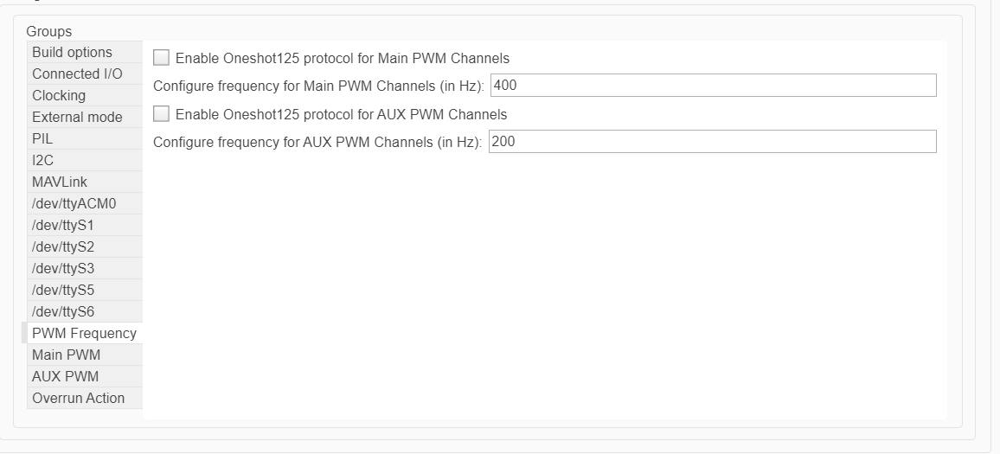 Groups
Build options
Connected I/O
Clocking
External mode
PIL
I2C
MAVLink
/dev/ttyACM0
/dev/ttyS1
/dev/ttyS2
/dev/ttyS3
/dev/ttyS5
/dev/ttyS6
PWM Frequency
Main PWM
AUX PWM
Overrun Action
Enable Oneshot125 protocol for Main PWM Channels
Configure frequency for Main PWM Channels (in Hz): 400
Enable Oneshot125 protocol for AUX PWM Channels
Configure frequency for AUX PWM Channels (in Hz): 200